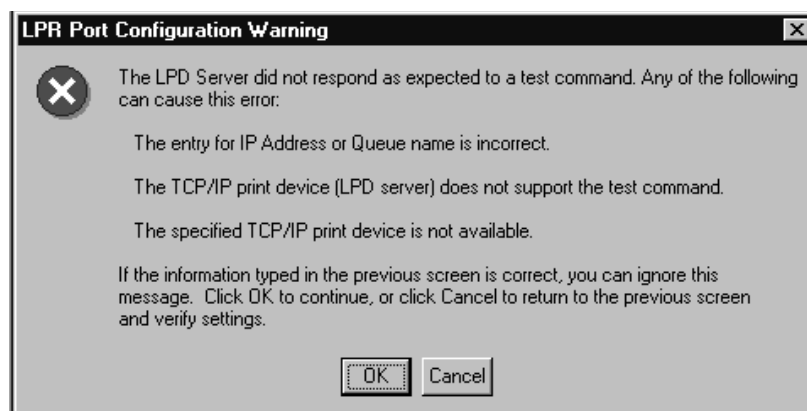 LPR Port Configuration Warning
The LPD Server did not respond as expected to a test command. Any of the following
can cause this error:
The entry for IP Address or Queue name is incorrect.
The TCP/IP print device (LPD server) does not support the test command.
The specified TCP/IP print device is not available.
If the information typed in the previous screen is correct, you can ignore this
message. Click OK to continue, or click Cancel to return to the previous screen
and verify settings.
OK
Cancel